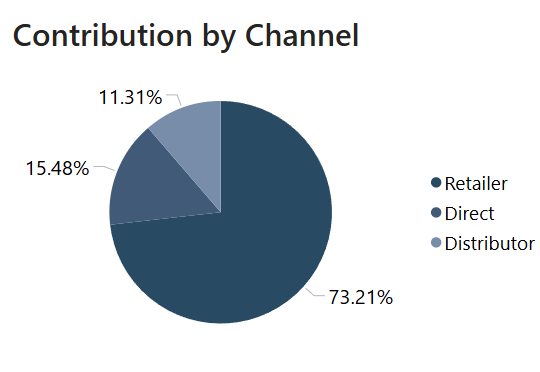 Contribution by Channel
11.31%
15.48%
73.21%
Retailer
Direct
Distributor